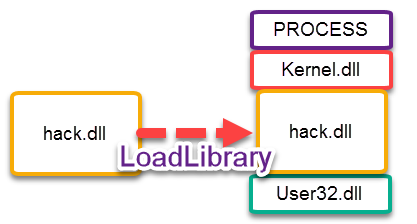 PROCESS
Kernel.dll
hack.dll
LoadLibrary
hack.dll
User32.dll